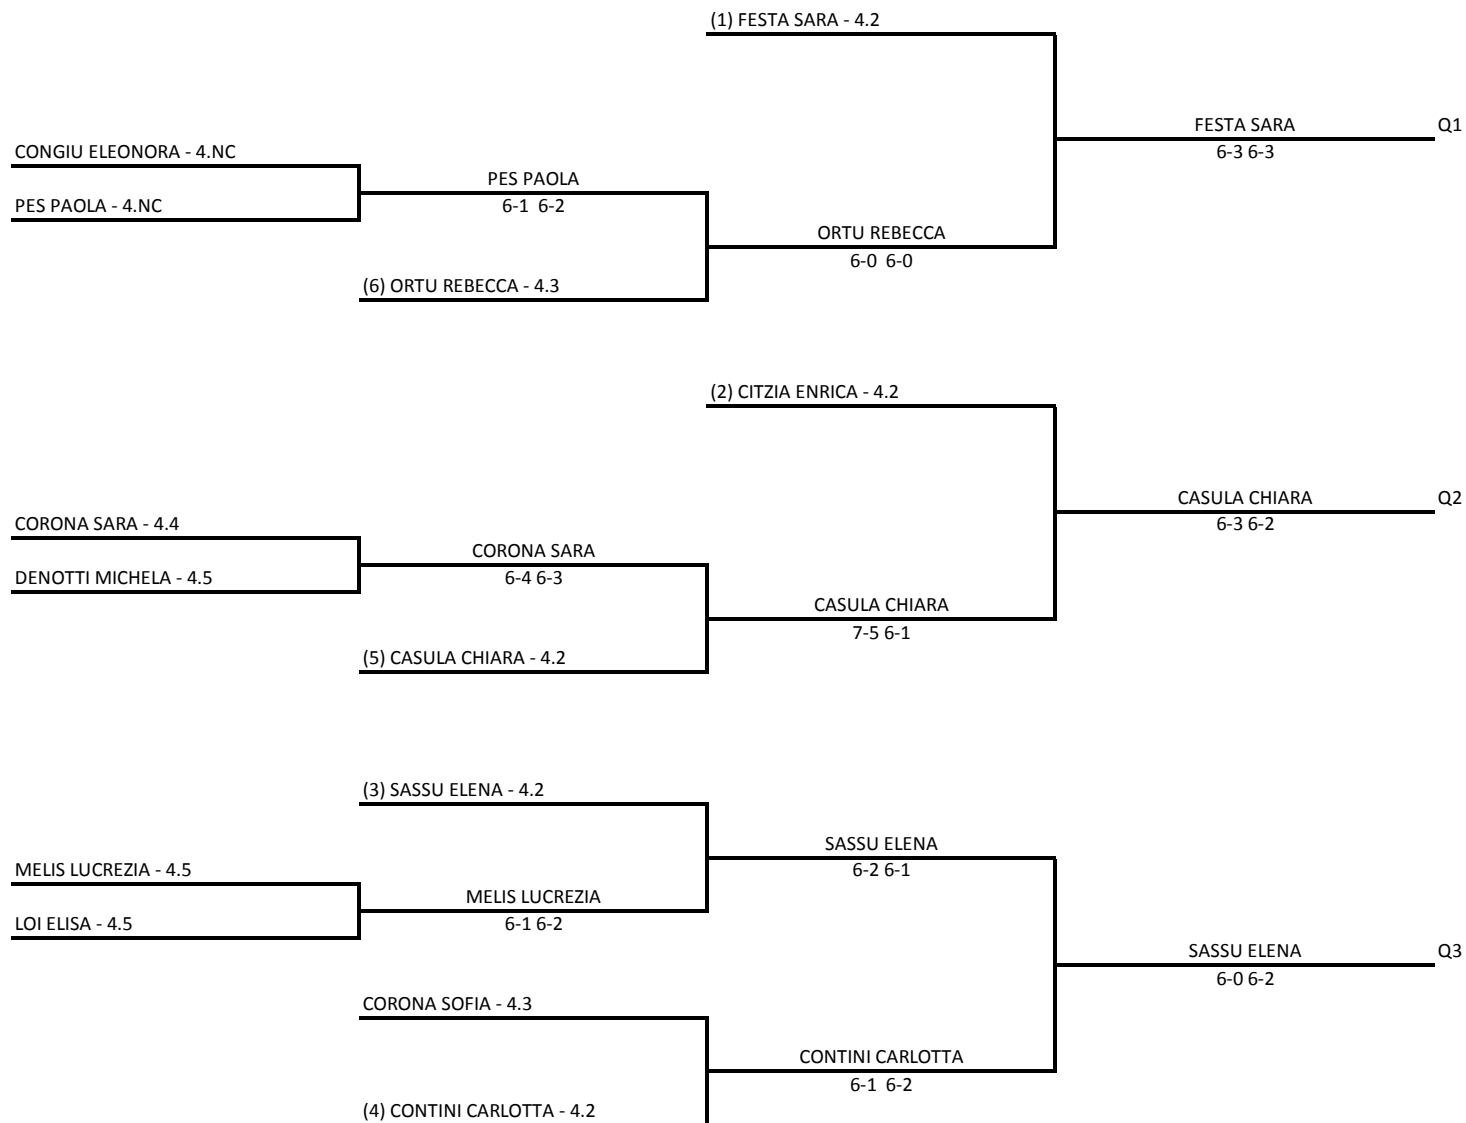 (1) FESTA SARA - 4.2
FESTA SARA
Q1
6-3 6-3
CONGIU ELEONORA - 4.NC
PES PAOLA
6-1  6-2
PES PAOLA - 4.NC
ORTU REBECCA
6-0  6-0
(6) ORTU REBECCA - 4.3
(2) CITZIA ENRICA - 4.2
CASULA CHIARA
Q2
6-3 6-2
CORONA SARA - 4.4
CORONA SARA
6-4 6-3
DENOTTI MICHELA - 4.5
CASULA CHIARA
7-5 6-1
(5) CASULA CHIARA - 4.2
(3) SASSU ELENA - 4.2
SASSU ELENA
6-2 6-1
MELIS LUCREZIA - 4.5
MELIS LUCREZIA
6-1 6-2
LOI ELISA - 4.5
SASSU ELENA
Q3
6-0 6-2
CORONA SOFIA - 4.3
CONTINI CARLOTTA
6-1  6-2
(4) CONTINI CARLOTTA - 4.2